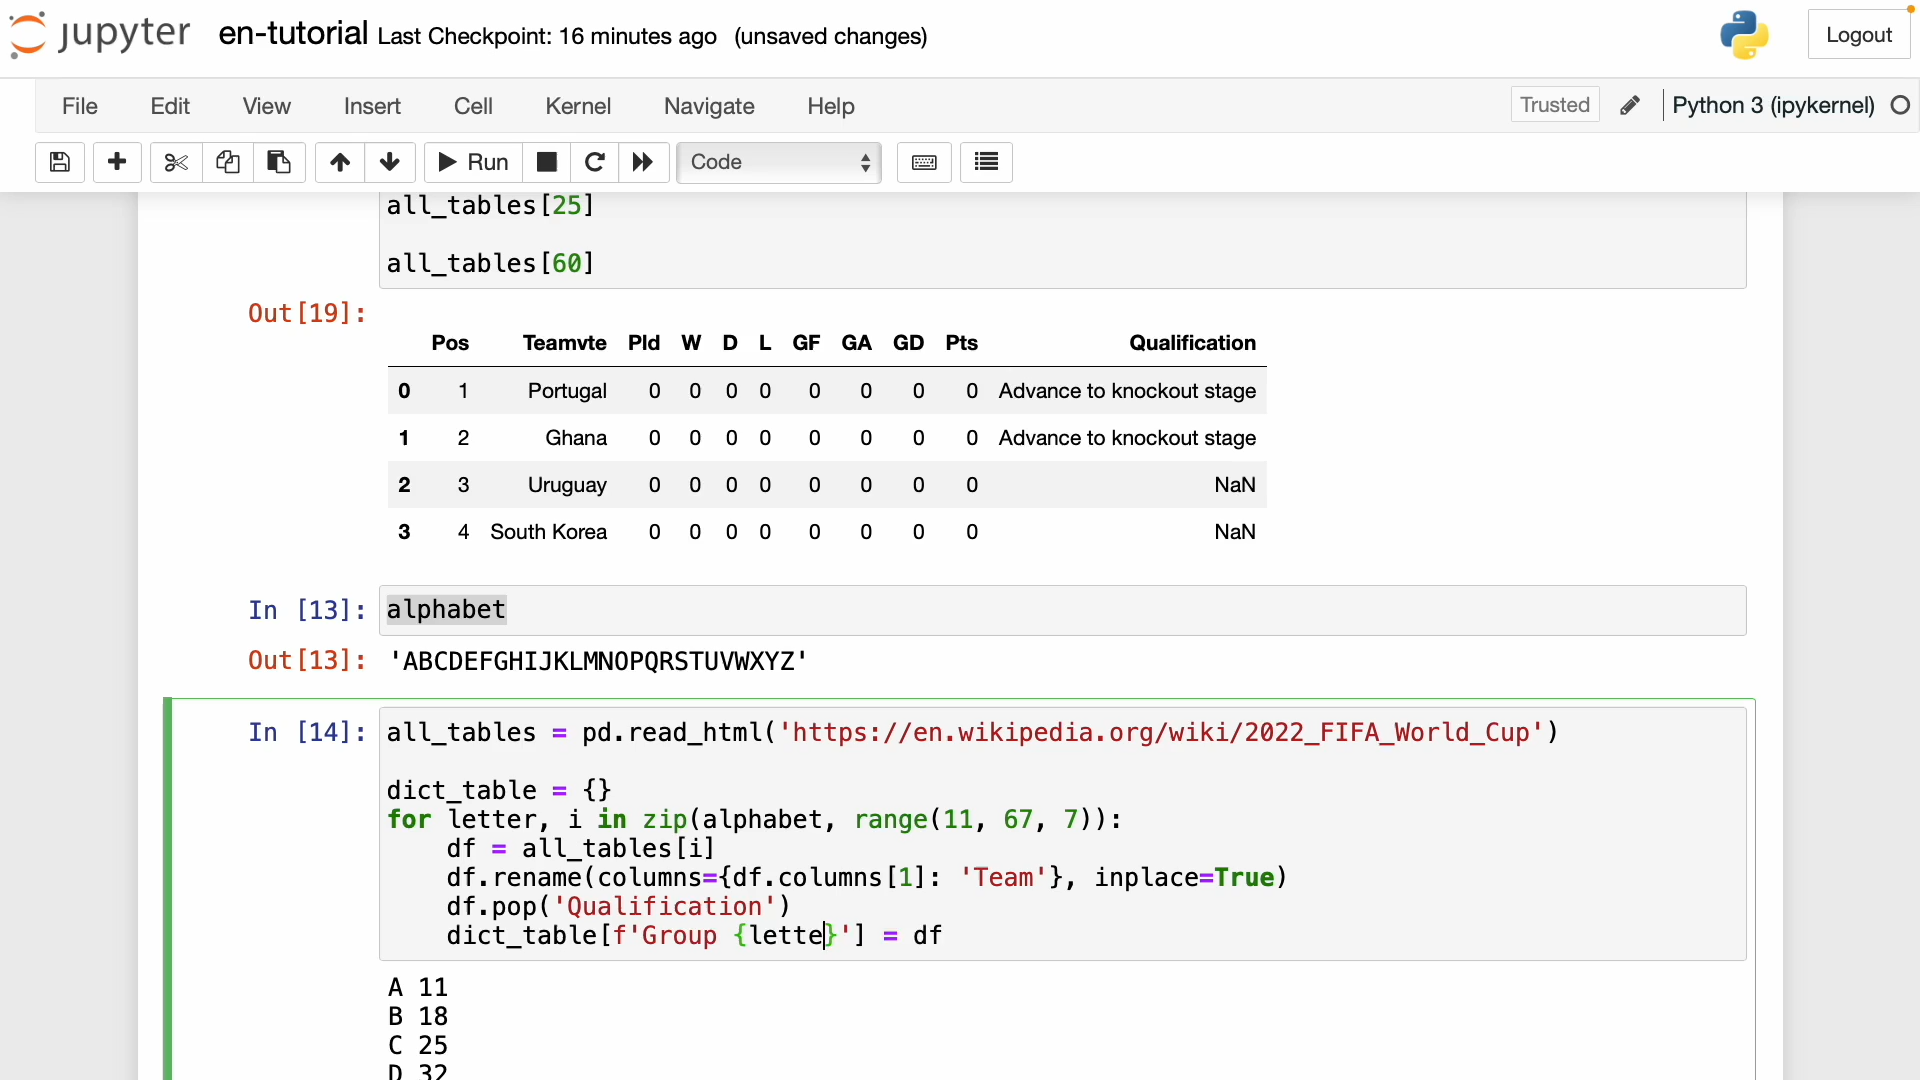 jupyter en-tutorial Last Checkpoint: 16 minutes ago (unsaved changes) Logout
File Edit View Insert Cell Kernel Navigate Help Trusted Python 3 (ipykernel)
Run Code
all_tables[25]
all_tables[60]
Out[19]:
Pos Teamvte Pld W D L GF GA GD Pts Qualification
0 1 Portugal 0 0 0 0 0 0 0 0 Advance to knockout stage
1 2 Ghana 0 0 0 0 0 0 0 0 Advance to knockout stage
2 3 Uruguay 0 0 0 0 0 0 0 0 NaN
3 4 South Korea 0 0 0 0 0 0 0 0 NaN
In [13]: alphabet
Out[13]: 'ABCDEFGHIJKLMNOPQRSTUVWXYZ'
In [14]: all_tables = pd.read_html('https://en.wikipedia.org/wiki/2022_FIFA_World_Cup')
dict_table = {}
for letter, i in zip(alphabet, range(11, 67, 7)):
    df = all_tables[i]
    df.rename(columns={df.columns[1]: 'Team'}, inplace=True)
    df.pop('Qualification')
    dict_table[f'Group {lette}'] = df
A 11
B 18
C 25
D 32